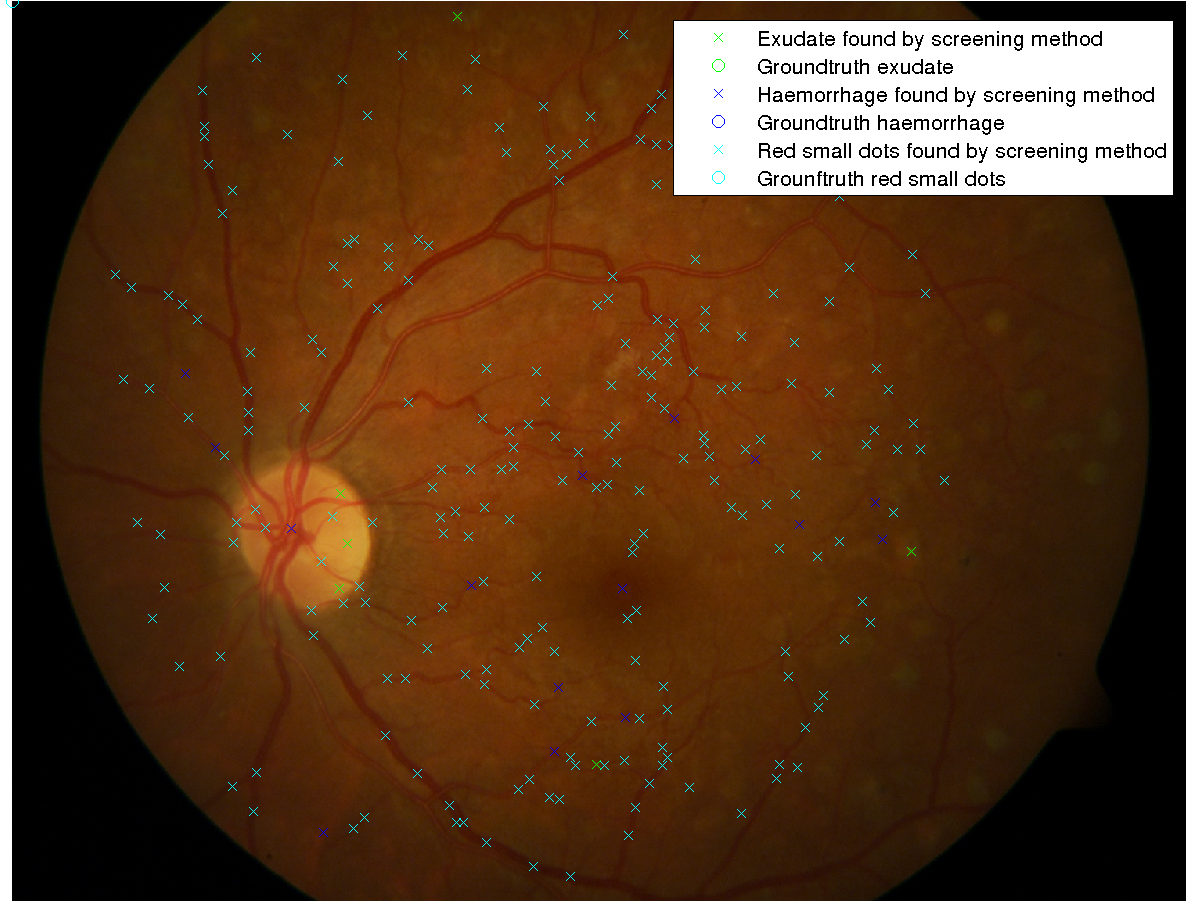 Exudate found by screening method
Groundtruth exudate
Haemorrhage found by screening method
Groundtruth haemorrhage
Red small dots found by screening method
Grounftruth red small dots